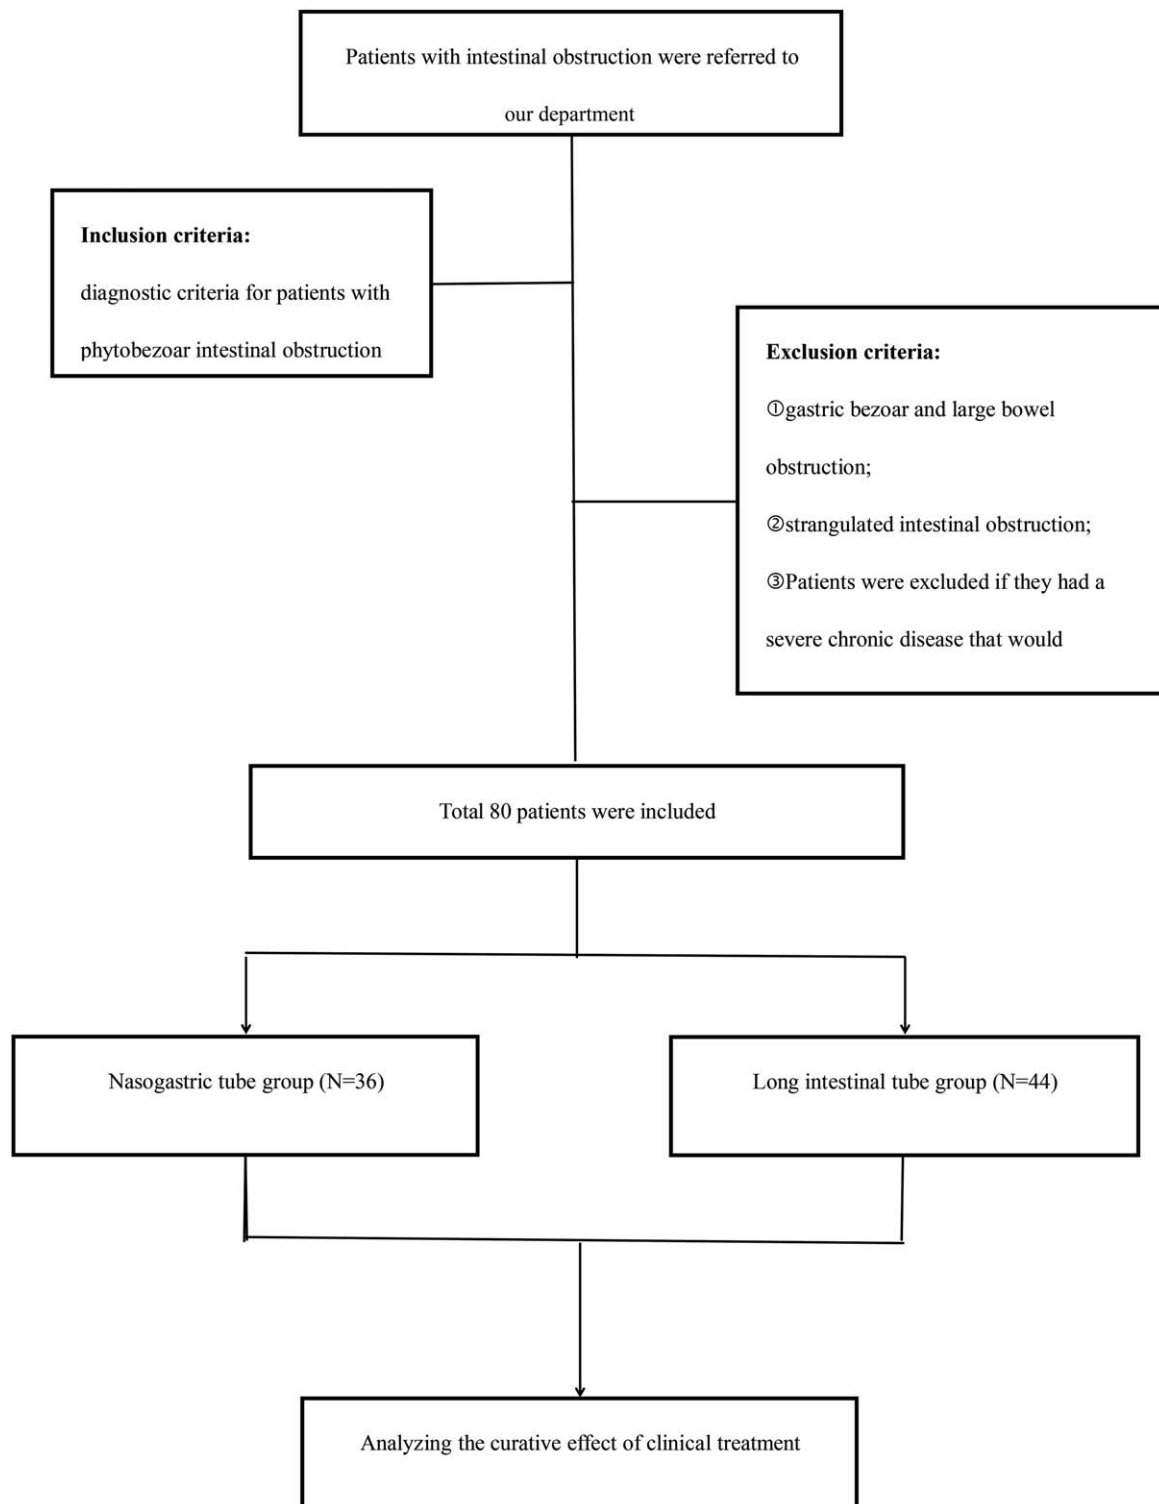 Patients with intestinal obstruction were referred to
our department
Inclusion criteria:
diagnostic criteria for patients with
phytobezoar intestinal obstruction
Exclusion criteria:
①gastric bezoar and large bowel
obstruction;
②strangulated intestinal obstruction;
③Patients were excluded if they had a
severe chronic disease that would
Total 80 patients were included
Nasogastric tube group (N=36)
Long intestinal tube group (N=44)
Analyzing the curative effect of clinical treatment